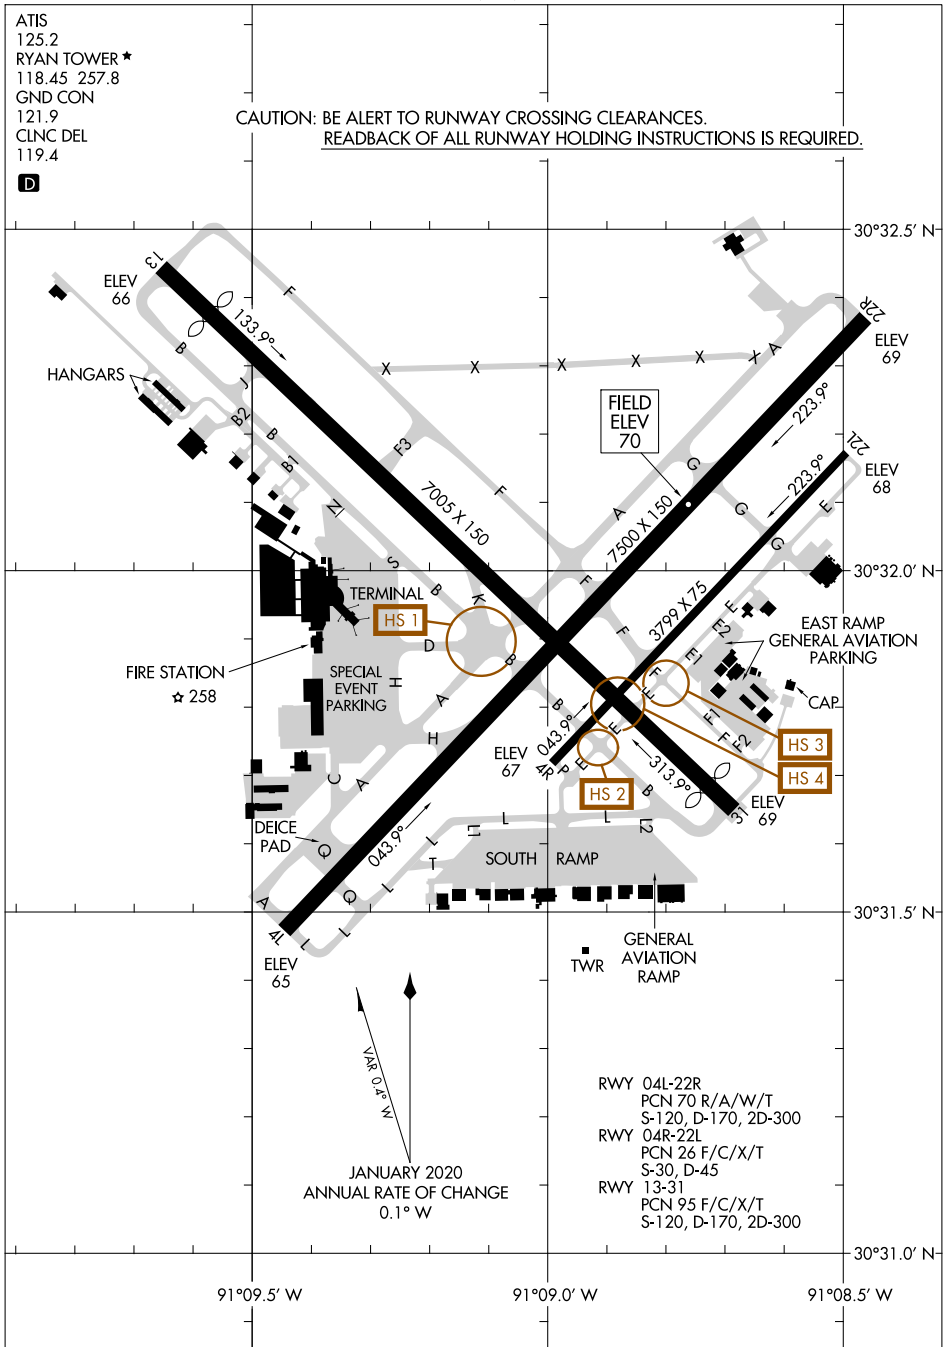 ATIS
125.2
RYAN TOWER ★
118.45 257.8
GND CON
121.9
CLNC DEL
119.4
D
CAUTION: BE ALERT TO RUNWAY CROSSING CLEARANCES.
READBACK OF ALL RUNWAY HOLDING INSTRUCTIONS IS REQUIRED.
30°32.5' N
13
ELEV
66
F
133.9°
B
J
HANGARS
B2
B
B1
Z1
F3
F
X X X X X X A
22R
ELEV
69
FIELD
ELEV
70
223.9°
22L
ELEV
68
223.9°
G
G
G
E
A
7005 X 150
7500 X 150
30°32.0' N
S
B
K
TERMINAL
HS 1
D
B
F
F
3799 X 75
E
E2
E1
EAST RAMP
GENERAL AVIATION
PARKING
FIRE STATION
☆ 258
SPECIAL
EVENT
PARKING
H
A
H
F
E
F1
F
F2
CAP
B
E
E
P
043.9°
4R
ELEV
67
HS 3
HS 4
HS 2
313.9°
B
31
ELEV
69
C
A
DEICE
PAD
Q
Q
043.9°
L
L
L
L1
L
L
L2
T
SOUTH RAMP
A
4L
L
L
ELEV
65
30°31.5' N
TWR
GENERAL
AVIATION
RAMP
VAR 0.4° W
JANUARY 2020
ANNUAL RATE OF CHANGE
0.1° W
RWY 04L-22R
PCN 70 R/A/W/T
S-120, D-170, 2D-300
RWY 04R-22L
PCN 26 F/C/X/T
S-30, D-45
RWY 13-31
PCN 95 F/C/X/T
S-120, D-170, 2D-300
30°31.0' N
91°09.5' W
91°09.0' W
91°08.5' W